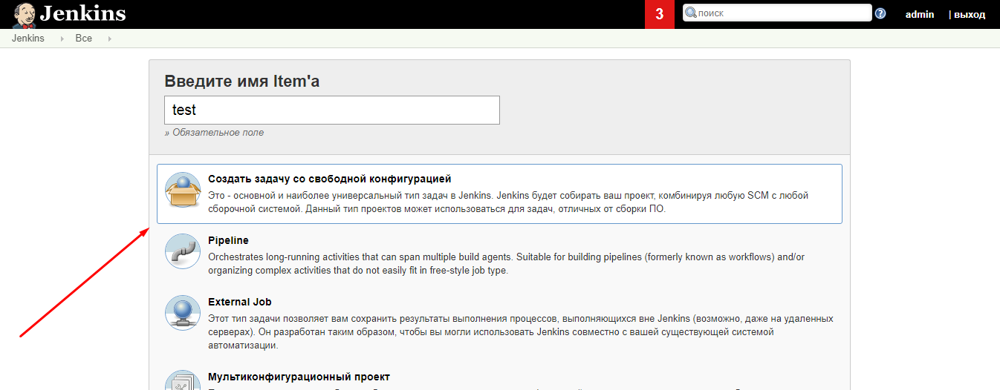 Jenkins
3
поиск
admin
| выход
Jenkins
Все
Введите имя Item'a
test
» Обязательное поле
Создать задачу со свободной конфигурацией
Это - основной и наиболее универсальный тип задач в Jenkins. Jenkins будет собирать ваш проект, комбинируя любую SCM с любой
сборочной системой. Данный тип проектов может использоваться для задач, отличных от сборки ПО.
Pipeline
Orchestrates long-running activities that can span multiple build agents. Suitable for building pipelines (formerly known as workflows) and/or
organizing complex activities that do not easily fit in free-style job type.
External Job
Этот тип задачи позволяет вам сохранить результаты выполнения процессов, выполняющихся вне Jenkins (возможно, даже на удаленных
серверах). Он разработан таким образом, чтобы вы могли использовать Jenkins совместно с вашей существующей системой
автоматизации.
Мультиконфигурационный проект